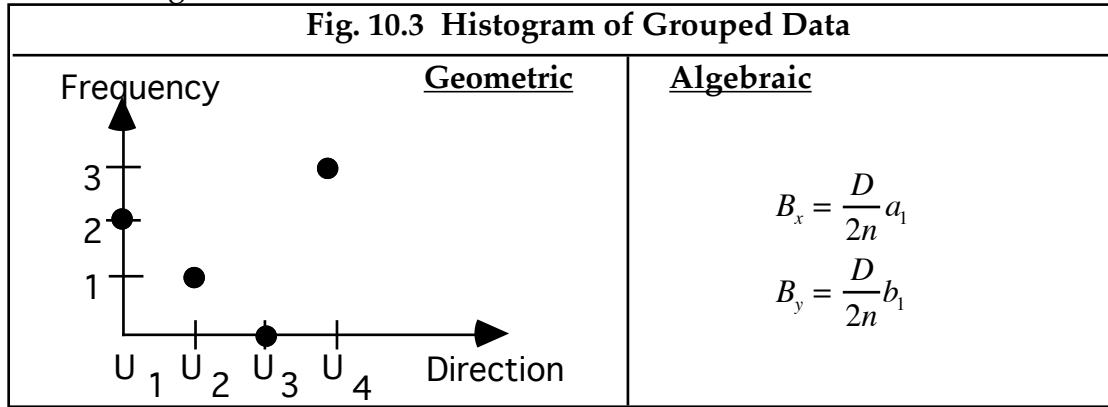 Fig. 10.3 Histogram of Grouped Data
Geometric
Frequency
3
2
1
U 1 U 2 U 3 U 4
Direction
Algebraic
B_x = D/2n a_1
B_y = D/2n b_1